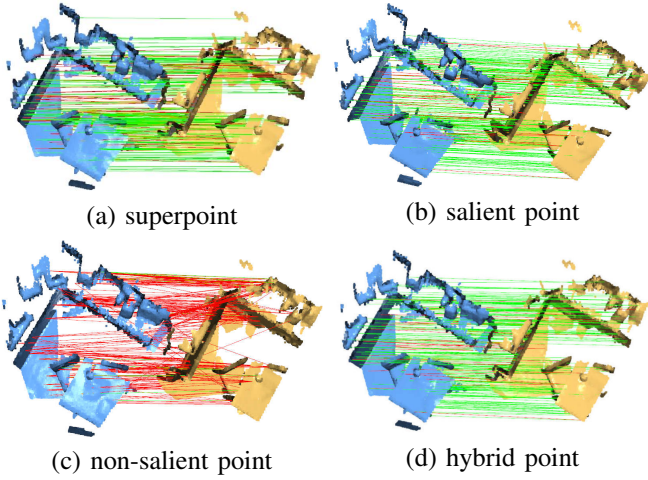 (a) superpoint
(b) salient point
(c) non-salient point
(d) hybrid point